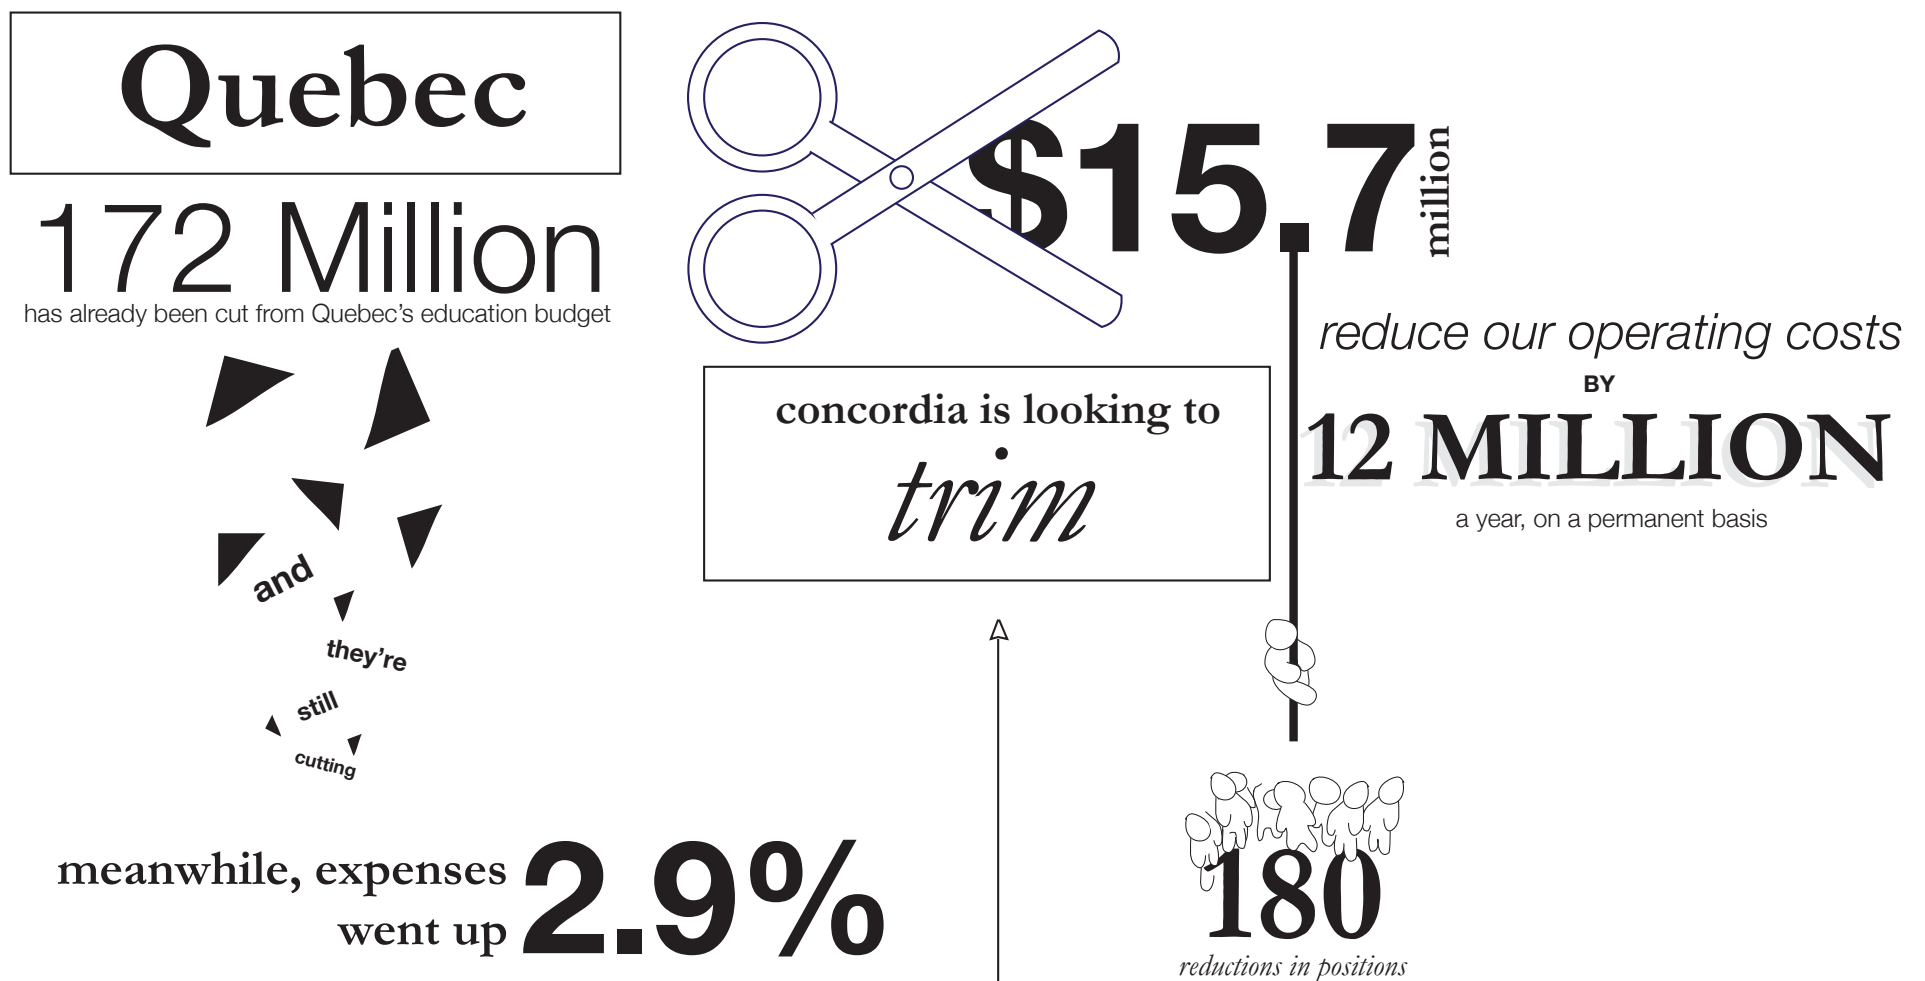 Quebec
172 Million
has already been cut from Quebec's education budget
and
they're
still
cutting
meanwhile, expenses
went up
2.9%
$15.7
million
concordia is looking to
trim
reduce our operating costs
BY
12 MILLION
a year, on a permanent basis
180
reductions in positions